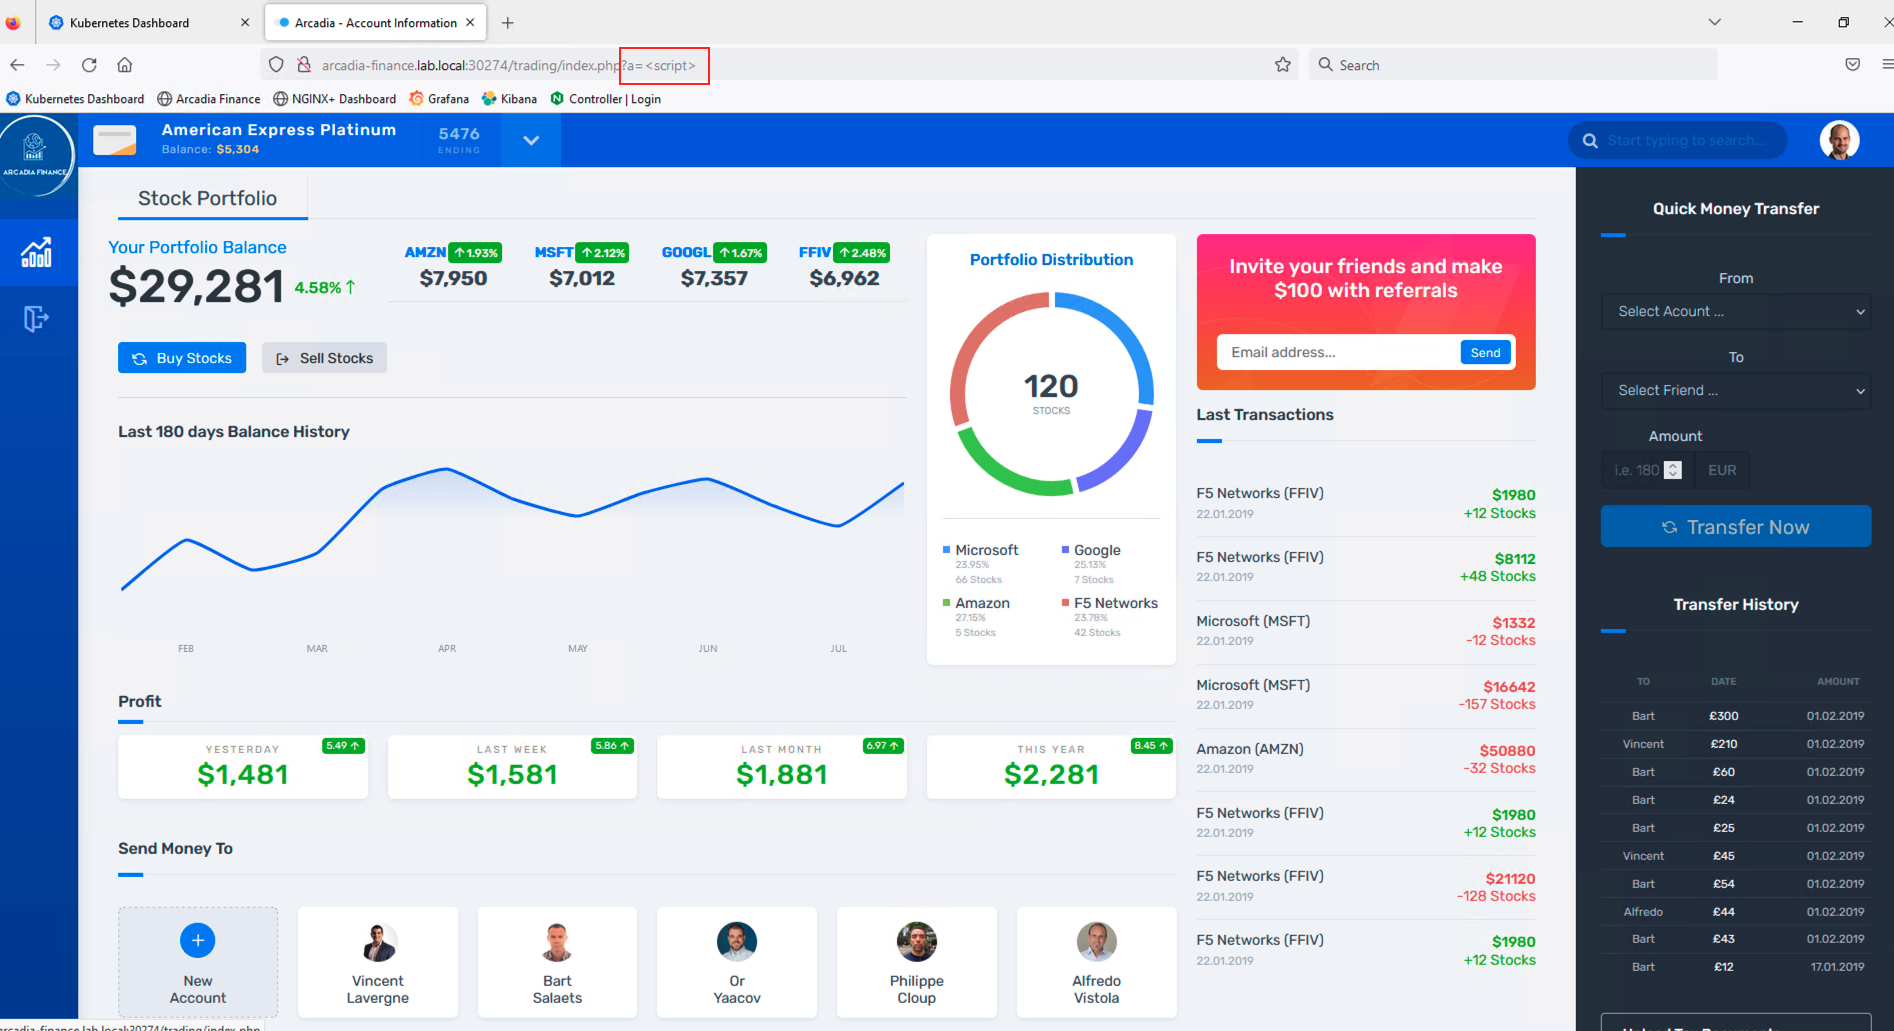 Kubernetes Dashboard
Arcadia - Account Information
arcadia-finance.lab.local:30274/trading/index.php?a=<script>
Search
Kubernetes Dashboard
Arcadia Finance
NGINX+ Dashboard
Grafana
Kibana
Controller | Login
ARCADIA FINANCE
American Express Platinum
Balance: $5,304
5476
ENDING
Start typing to search...
Stock Portfolio
Your Portfolio Balance
$29,281 4.58% ↑
AMZN ↑1.93%
$7,950
MSFT ↑2.12%
$7,012
GOOGL ↑1.67%
$7,357
FFIV ↑2.48%
$6,962
Buy Stocks
Sell Stocks
Last 180 days Balance History
FEB MAR APR MAY JUN JUL
Portfolio Distribution
120
STOCKS
Microsoft
23.95%
66 Stocks
Google
25.13%
7 Stocks
Amazon
27.15%
5 Stocks
F5 Networks
23.78%
42 Stocks
Profit
YESTERDAY 5.49 ↑
$1,481
LAST WEEK 5.86 ↑
$1,581
LAST MONTH 6.97 ↑
$1,881
THIS YEAR 8.45 ↑
$2,281
Send Money To
New
Account
Vincent
Lavergne
Bart
Salaets
Or
Yaacov
Philippe
Cloup
Alfredo
Vistola
Invite your friends and make
$100 with referrals
Email address...
Send
Last Transactions
F5 Networks (FFIV) $1980
22.01.2019 +12 Stocks
F5 Networks (FFIV) $8112
22.01.2019 +48 Stocks
Microsoft (MSFT) $1332
22.01.2019 -12 Stocks
Microsoft (MSFT) $16642
22.01.2019 -157 Stocks
Amazon (AMZN) $50880
22.01.2019 -32 Stocks
F5 Networks (FFIV) $1980
22.01.2019 +12 Stocks
F5 Networks (FFIV) $21120
22.01.2019 -128 Stocks
F5 Networks (FFIV) $1980
22.01.2019 +12 Stocks
Quick Money Transfer
From
Select Acount ...
To
Select Friend ...
Amount
i.e. 180 EUR
Transfer Now
Transfer History
TO DATE AMOUNT
Bart £300 01.02.2019
Vincent £210 01.02.2019
Bart £60 01.02.2019
Bart £24 01.02.2019
Bart £25 01.02.2019
Vincent £45 01.02.2019
Bart £54 01.02.2019
Alfredo £44 01.02.2019
Bart £43 01.02.2019
Bart £12 17.01.2019